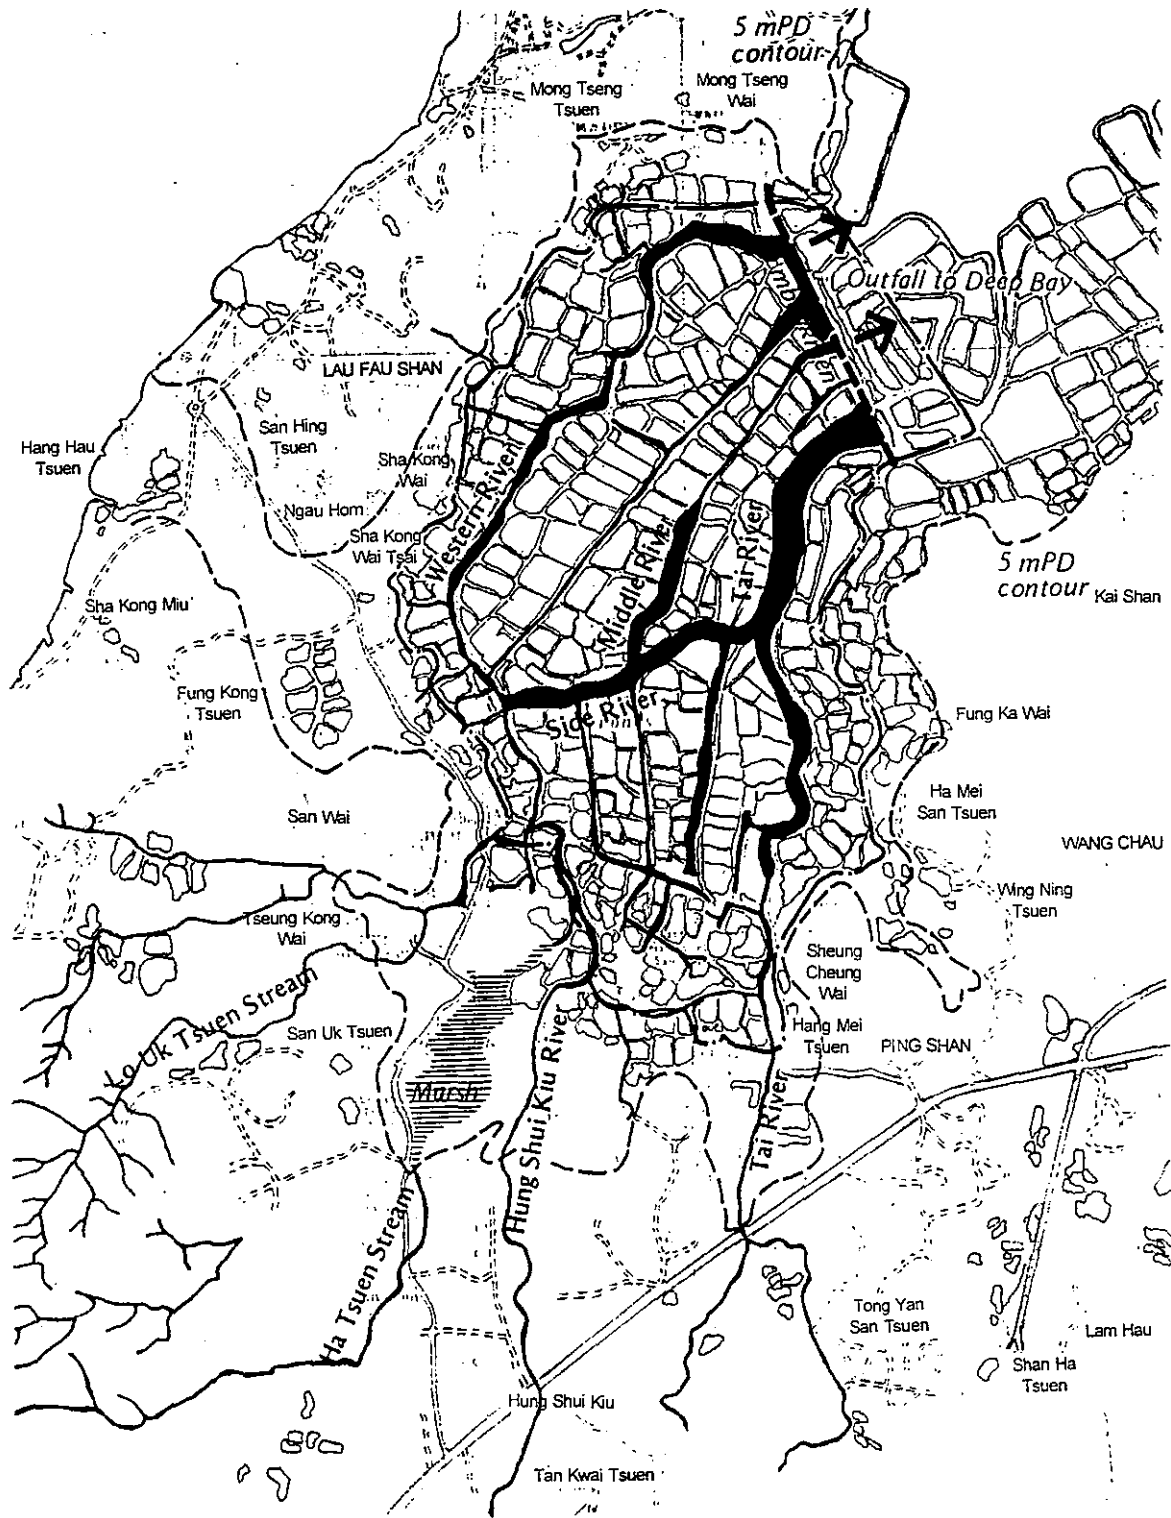 5 mPD
contour
Mong Tseng
Tsuen
Mong Tseng
Wai
Outfall to Deep Bay
LAU FAU SHAN
Hang Hau
Tsuen
San Hing
Tsuen
Sha Kong
Wai
Ngau Hom
Sha Kong
Wai Tsai
Western River
Middle River
Tai River
5 mPD
contour
Kai Shan
Sha Kong Miu
Fung Kong
Tsuen
Side River
Fung Ka Wai
San Wai
Ha Mei
San Tsuen
WANG CHAU
Wing Ning
Tsuen
Tseung Kong
Wai
Sheung
Cheung
Wai
Lo Uk Tsuen Stream
San Uk Tsuen
Hang Mei
Tsuen
PING SHAN
Marsh
Hung Shui Kiu River
Tai River
Ha Tsuen Stream
Tong Yan
San Tsuen
Lam Hau
Shan Ha
Tsuen
Hung Shui Kiu
Tan Kwai Tsuen